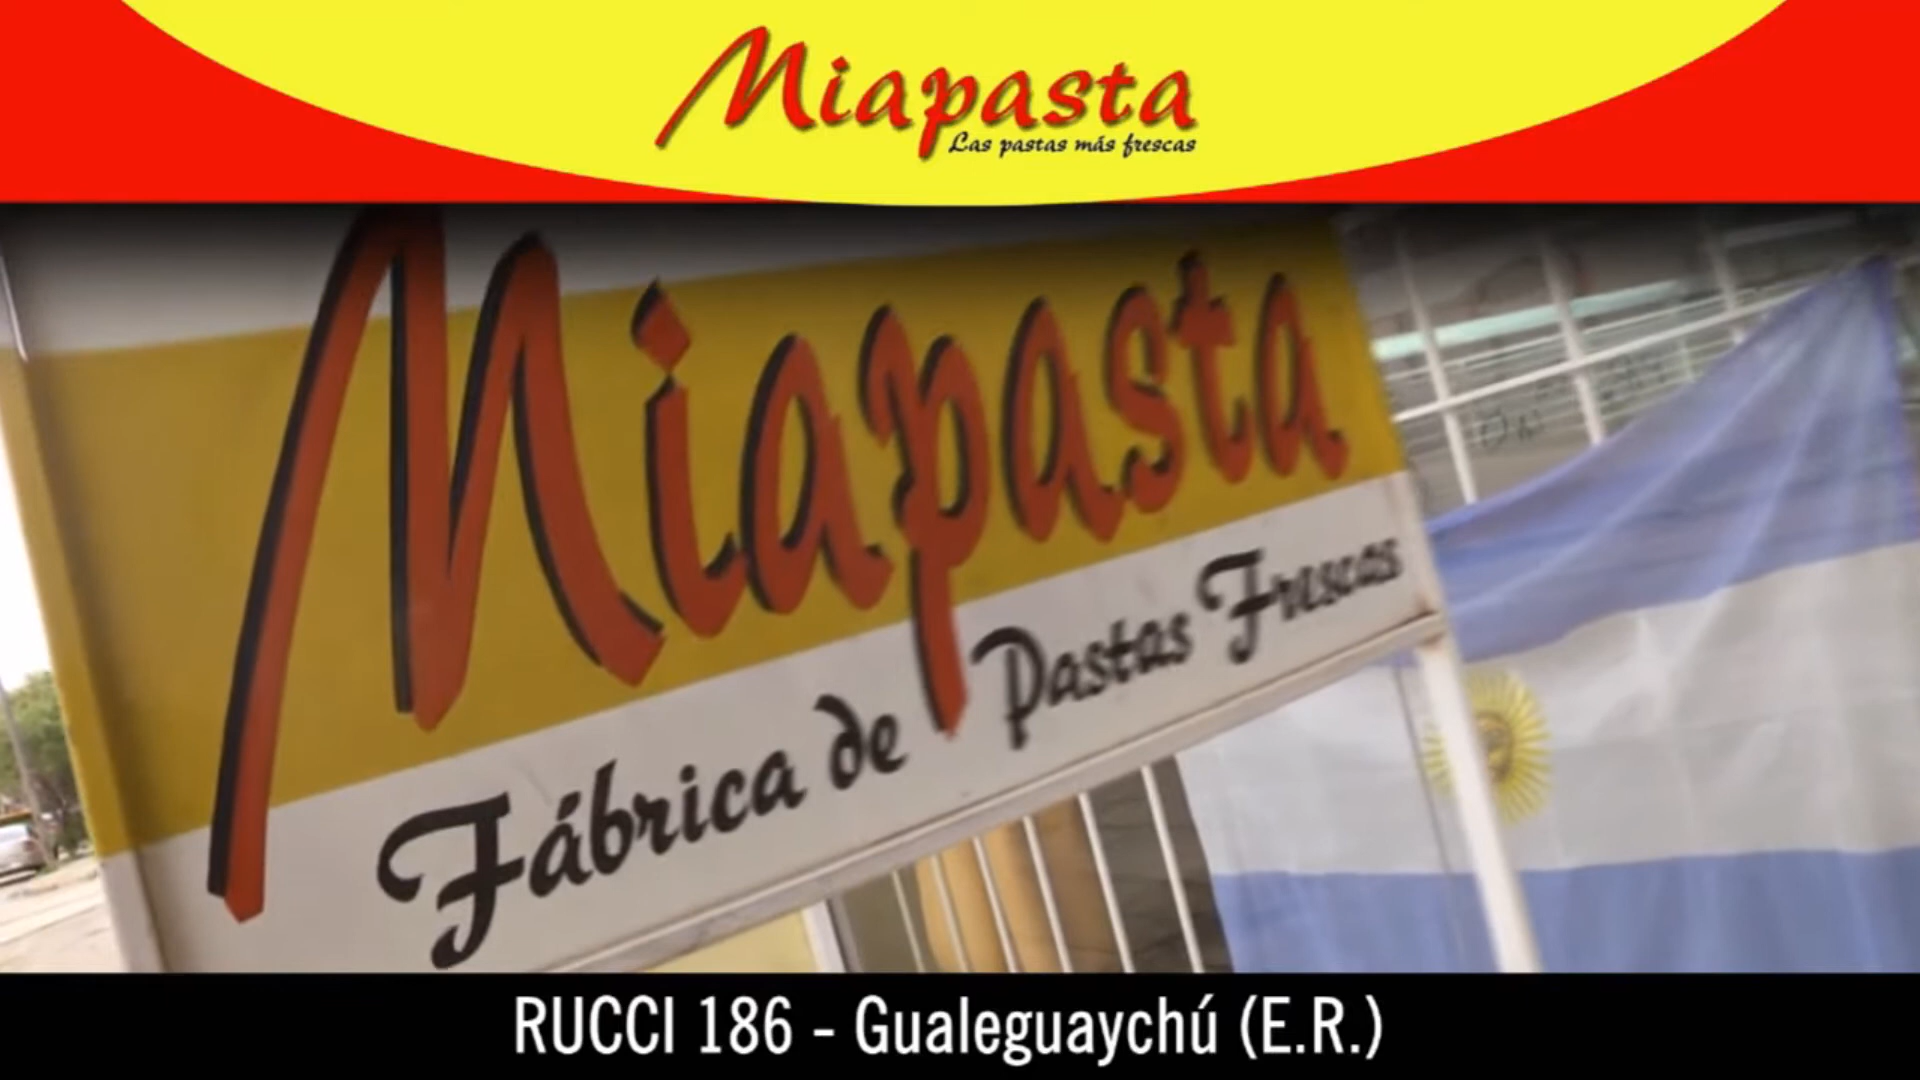 Miapasta
Las pastas más frescas
Miapasta
Fábrica de Pastas Frescas
RUCCI 186 - Gualeguaychú (E.R.)